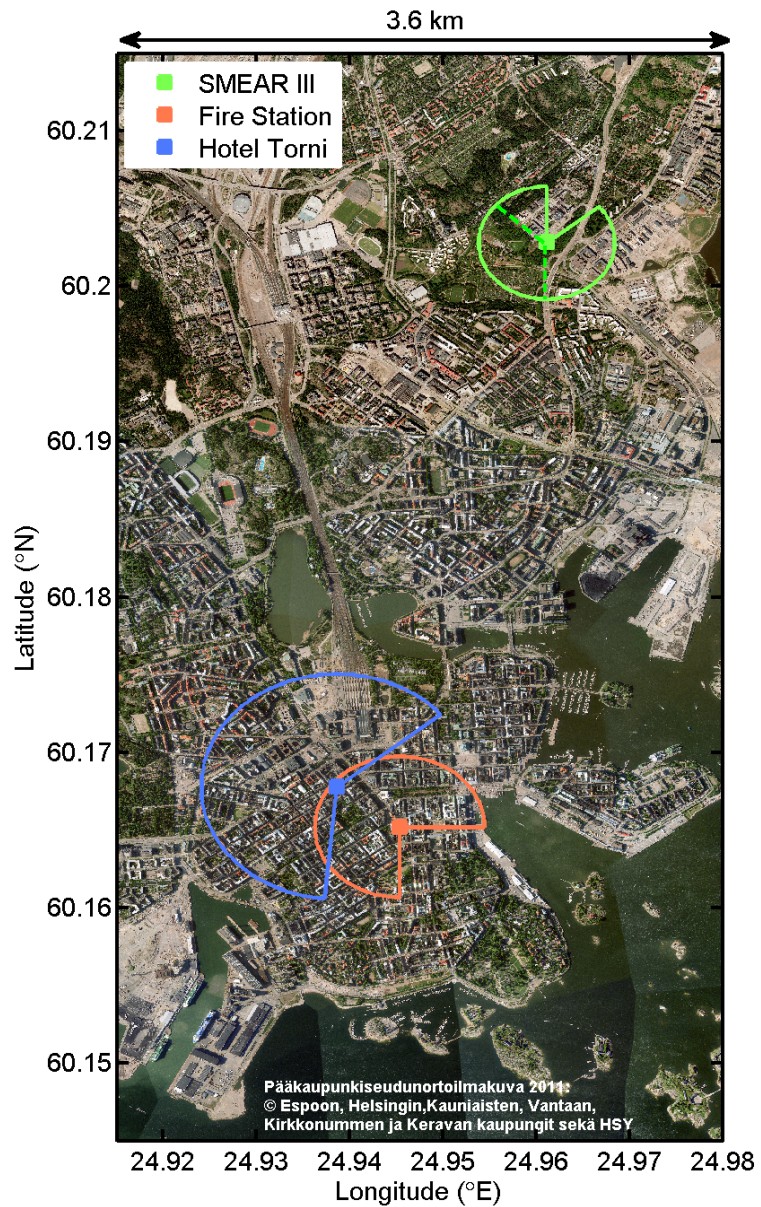 3.6 km
SMEAR III
Fire Station
Hotel Torni
60.21
60.2
60.19
60.18
60.17
60.16
60.15
Latitude (°N)
Pääkaupunkiseudunortoilmakuva 2011:
© Espoon, Helsingin,Kauniaisten, Vantaan,
Kirkkonummen ja Keravan kaupungit sekä HSY
24.92 24.93 24.94 24.95 24.96 24.97 24.98
Longitude (°E)